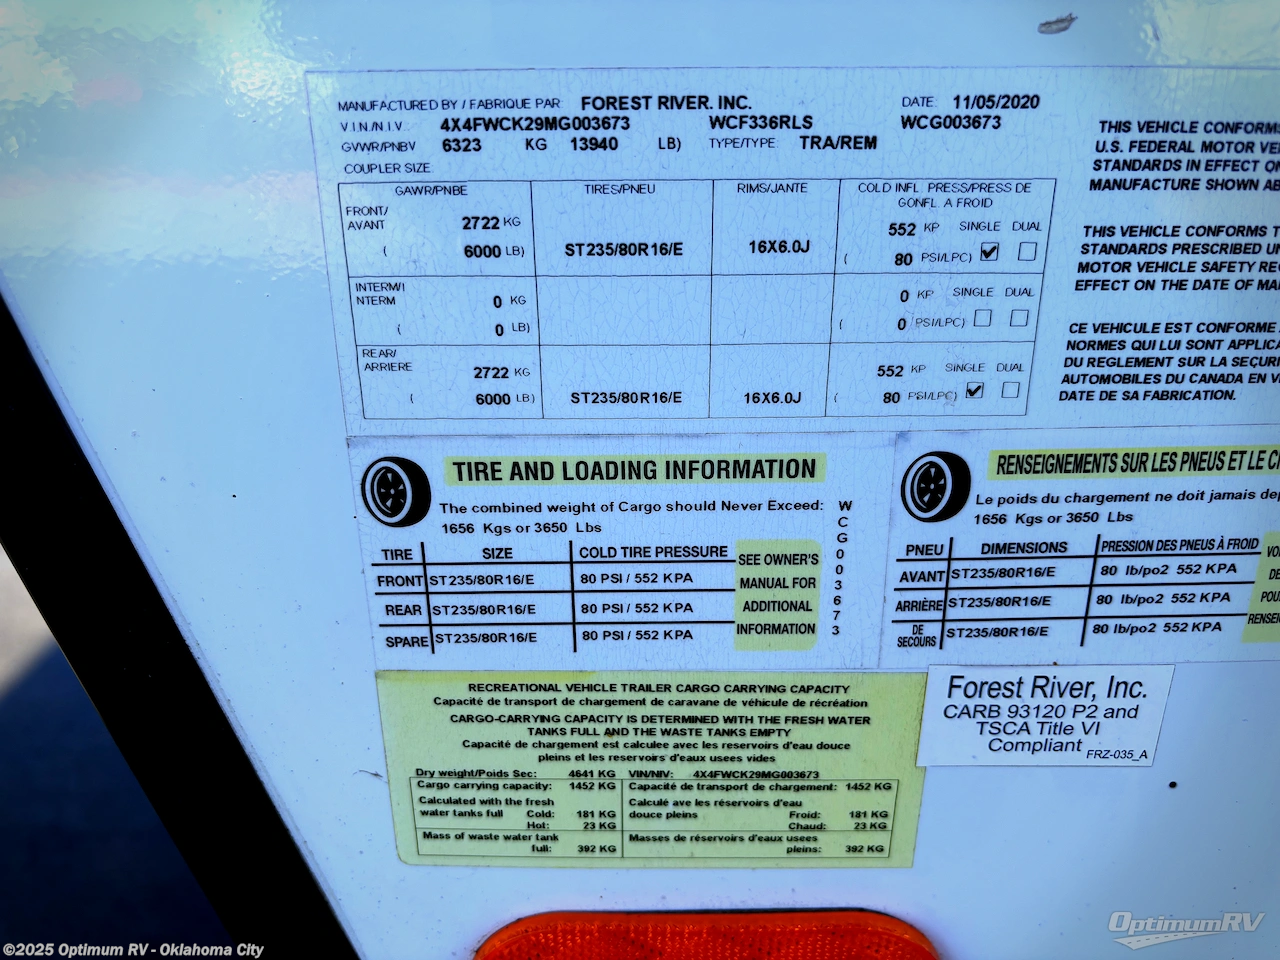 MANUFACTURED BY / FABRIQUE PAR FOREST RIVER. INC. DATE 11/05/2020
V.I.N./N.I.V. 4X4FWCK29MG003673 WCF336RLS WCG003673
GVWR/PNBV 6323 KG 13940 LB) TYPE/TYPE TRA/REM
COUPLER SIZE
GAWR/PNBE TIRES/PNEU RIMS/JANTE COLD INFL. PRESS/PRESS DE
GONFL. A FROID
FRONT/
AVANT 2722 KG 552 KP SINGLE DUAL
( 6000 LB) ST235/80R16/E 16X6.0J ( 80 PSI/LPC)
INTERM/I
NTERM 0 KG 0 KP SINGLE DUAL
( 0 LB) ( 0 PSI/LPC)
REAR/
ARRIERE 2722 KG 552 KP SINGLE DUAL
( 6000 LB) ST235/80R16/E 16X6.0J ( 80 PSI/LPC)
THIS VEHICLE CONFORMS
U.S. FEDERAL MOTOR VE
STANDARDS IN EFFECT ON
MANUFACTURE SHOWN AB
THIS VEHICLE CONFORMS T
STANDARDS PRESCRIBED UN
MOTOR VEHICLE SAFETY REG
EFFECT ON THE DATE OF MA
CE VEHICULE EST CONFORME
NORMES QUI LUI SONT APPLICA
DU REGLEMENT SUR LA SEÇURI
AUTOMOBILES DU CANADA EN V
DATE DE SA FABRICATION.
TIRE AND LOADING INFORMATION
The combined weight of Cargo should Never Exceed:
1656 Kgs or 3650 Lbs
TIRE SIZE COLD TIRE PRESSURE
FRONT ST235/80R16/E 80 PSI / 552 KPA
REAR ST235/80R16/E 80 PSI / 552 KPA
SPARE ST235/80R16/E 80 PSI / 552 KPA
SEE OWNER'S
MANUAL FOR
ADDITIONAL
INFORMATION
WCG003673
RENSEIGNEMENTS SUR LES PNEUS ET LE C
Le poids du chargement ne doit jamais dep
1656 Kgs or 3650 Lbs
PNEU DIMENSIONS PRESSION DES PNEUS À FROID
AVANT ST235/80R16/E 80 lb/po2 552 KPA
ARRIÈRE ST235/80R16/E 80 lb/po2 552 KPA
DE
SECOURS ST235/80R16/E 80 lb/po2 552 KPA
VO
DE
POU
RENSEI
RECREATIONAL VEHICLE TRAILER CARGO CARRYING CAPACITY
Capacité de transport de chargement de caravane de véhicule de récréation
CARGO-CARRYING CAPACITY IS DETERMINED WITH THE FRESH WATER
TANKS FULL AND THE WASTE TANKS EMPTY
Capacité de chargement est calculee avec les reservoirs d'eau douce
pleins et les reservoirs d'eaux usees vides
Dry weight/Poids Sec: 4641 KG VIN/NIV: 4X4FWCK29MG003673
Cargo carrying capacity: 1452 KG Capacité de transport de chargement: 1452 KG
Calculated with the fresh Calculé ave les réservoirs d'eau
water tanks full Cold: 181 KG douce pleins Froid: 181 KG
Hot: 23 KG Chaud: 23 KG
Mass of waste water tank Masses de réservoirs d'eaux usees
full: 392 KG pleins: 392 KG
Forest River, Inc.
CARB 93120 P2 and
TSCA Title VI
Compliant FRZ-035_A
OptimumRV
©2025 Optimum RV - Oklahoma City